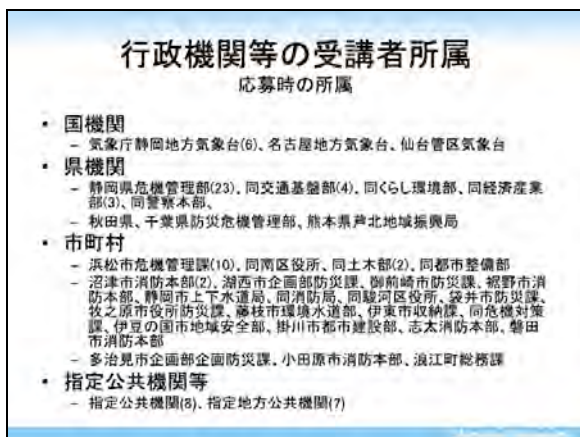 行政機関等の受講者所属
応募時の所属
・ 国機関
– 気象庁静岡地方気象台(6)、名古屋地方気象台、仙台管区気象台
・ 県機関
– 静岡県危機管理部(23)、同交通基盤部(4)、同くらし環境部、同経済産業
部(3)、同警察本部、
– 秋田県、千葉県防災危機管理部、熊本県芦北地域振興局
・ 市町村
– 浜松市危機管理課(10)、同南区役所、同土木部(2)、同都市整備部
– 沼津市消防本部(2)、湖西市企画部防災課、御前崎市防災課、裾野市消
防本部、静岡市上下水道局、同消防局、同駿河区役所、袋井市防災課、
牧之原市役所防災課、藤枝市環境水道部、伊東市収納課、同危機対策
課、伊豆の国市地域安全部、掛川市都市建設部、志太消防本部、磐田
市消防本部
– 多治見市企画部企画防災課、小田原市消防本部、浪江町総務課
・ 指定公共機関等
– 指定公共機関(8)、指定地方公共機関(7)